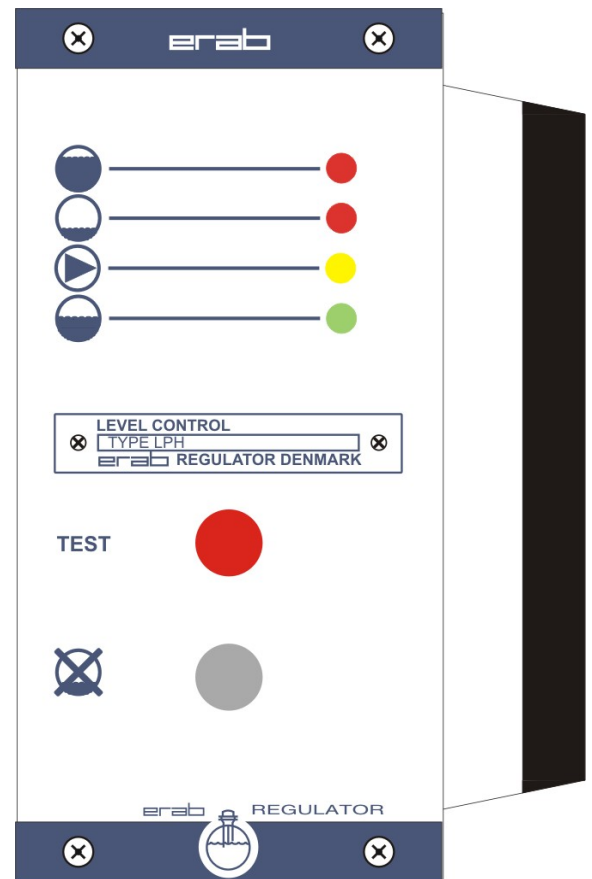 erab
LEVEL CONTROL
TYPE LPH
erab REGULATOR DENMARK
TEST
erab REGULATOR